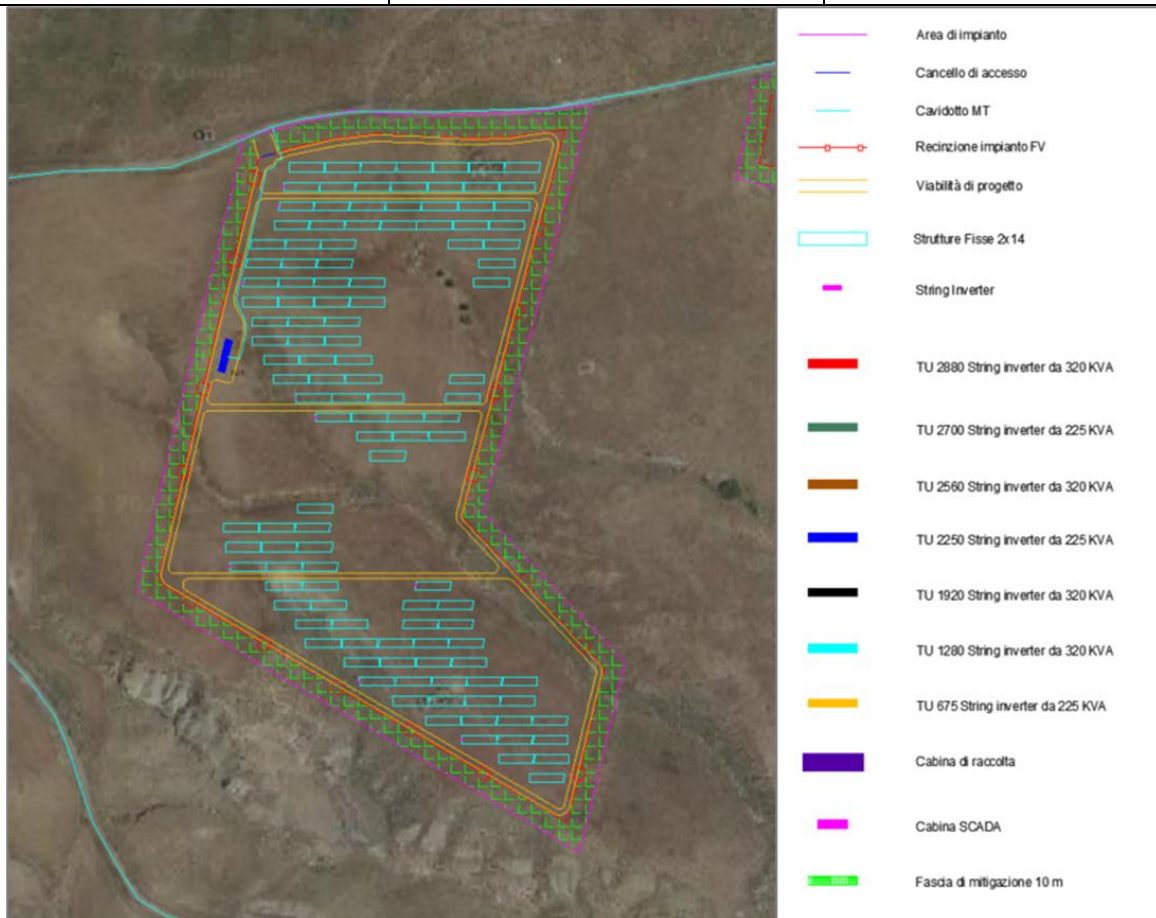 Area di impianto
Cancello di accesso
Cavidotto MT
Recinzione impianto FV
Viabilità di progetto
Strutture Fisse 2x14
String Inverter
TU 2880 String inverter da 320 KVA
TU 2700 String inverter da 225 KVA
TU 2560 String inverter da 320 KVA
TU 2250 String inverter da 225 KVA
TU 1920 String inverter da 320 KVA
TU 1280 String inverter da 320 KVA
TU 675 String inverter da 225 KVA
Cabina di raccolta
Cabina SCADA
Fascia di mitigazione 10 m